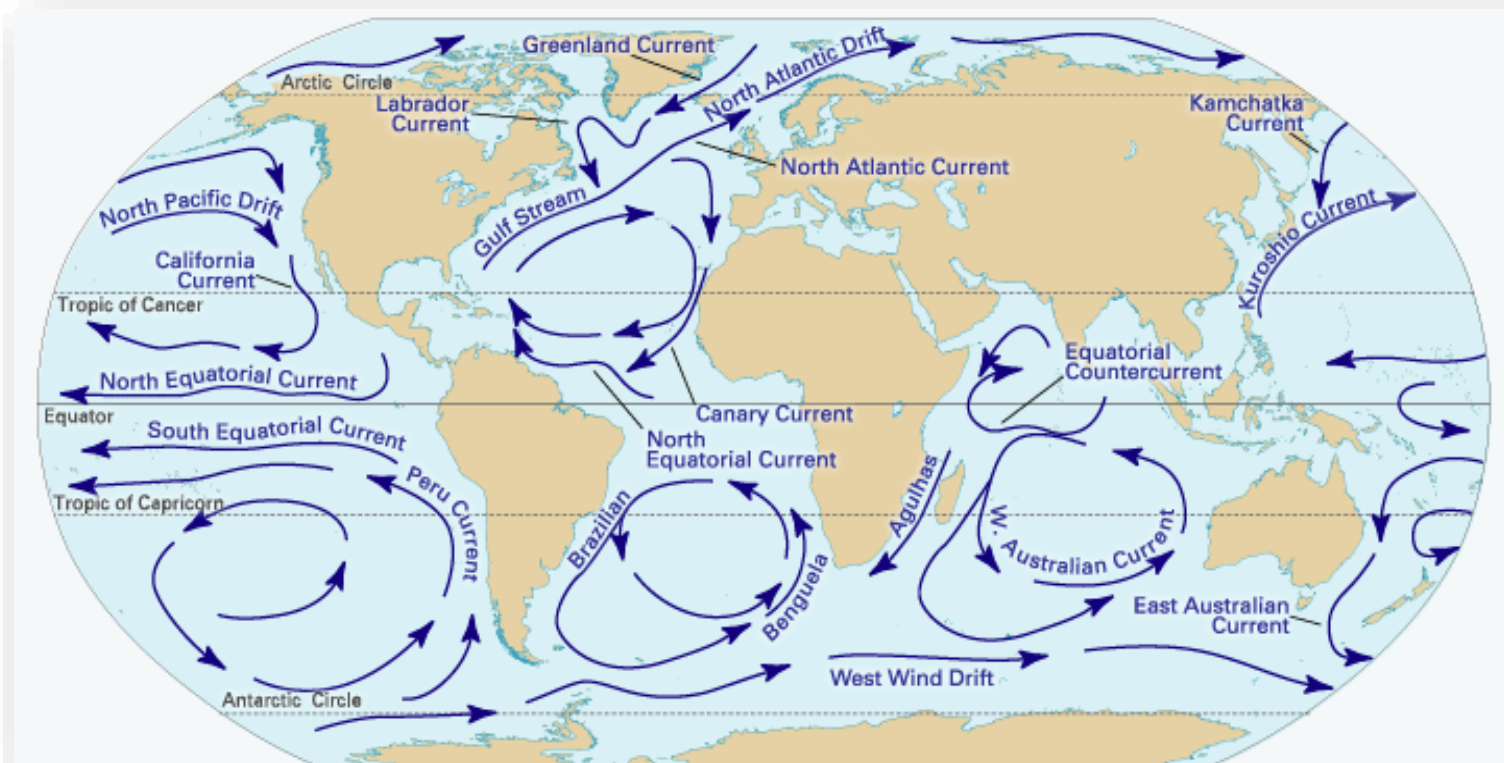 Greenland Current
North Atlantic Drift
Arctic Circle
Labrador
Current
Kamchatka
Current
North Atlantic Current
North Pacific Drift
Gulf Stream
Kuroshio Current
California
Current
Tropic of Cancer
Equatorial
Countercurrent
North Equatorial Current
Equator
Canary Current
South Equatorial Current
North
Equatorial Current
Peru Current
Tropic of Capricorn
Brazilian
Agulhas
W. Australian Current
Benguela
East Australian
Current
West Wind Drift
Antarctic Circle